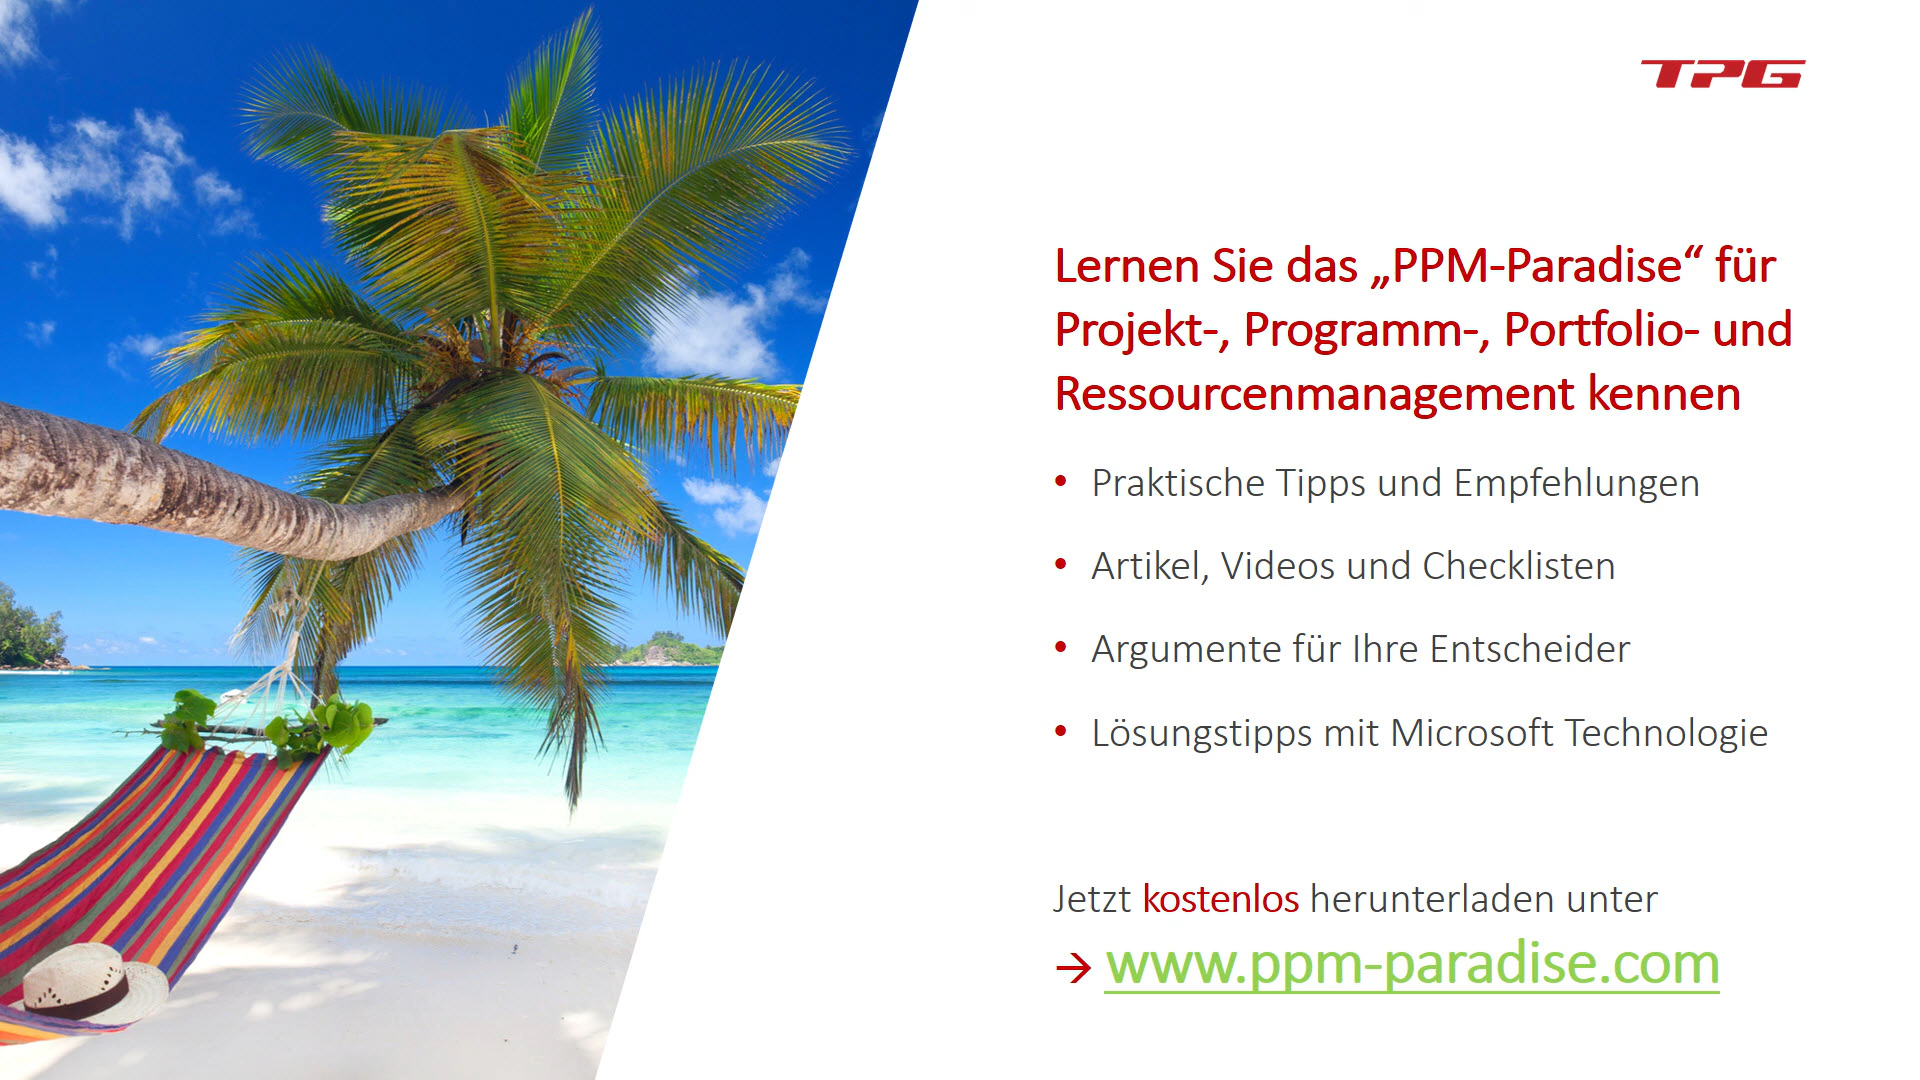 TPG
Lernen Sie das „PPM-Paradise“ für
Projekt-, Programm-, Portfolio- und
Ressourcenmanagement kennen
• Praktische Tipps und Empfehlungen
• Artikel, Videos und Checklisten
• Argumente für Ihre Entscheider
• Lösungstipps mit Microsoft Technologie
Jetzt kostenlos herunterladen unter
→ www.ppm-paradise.com